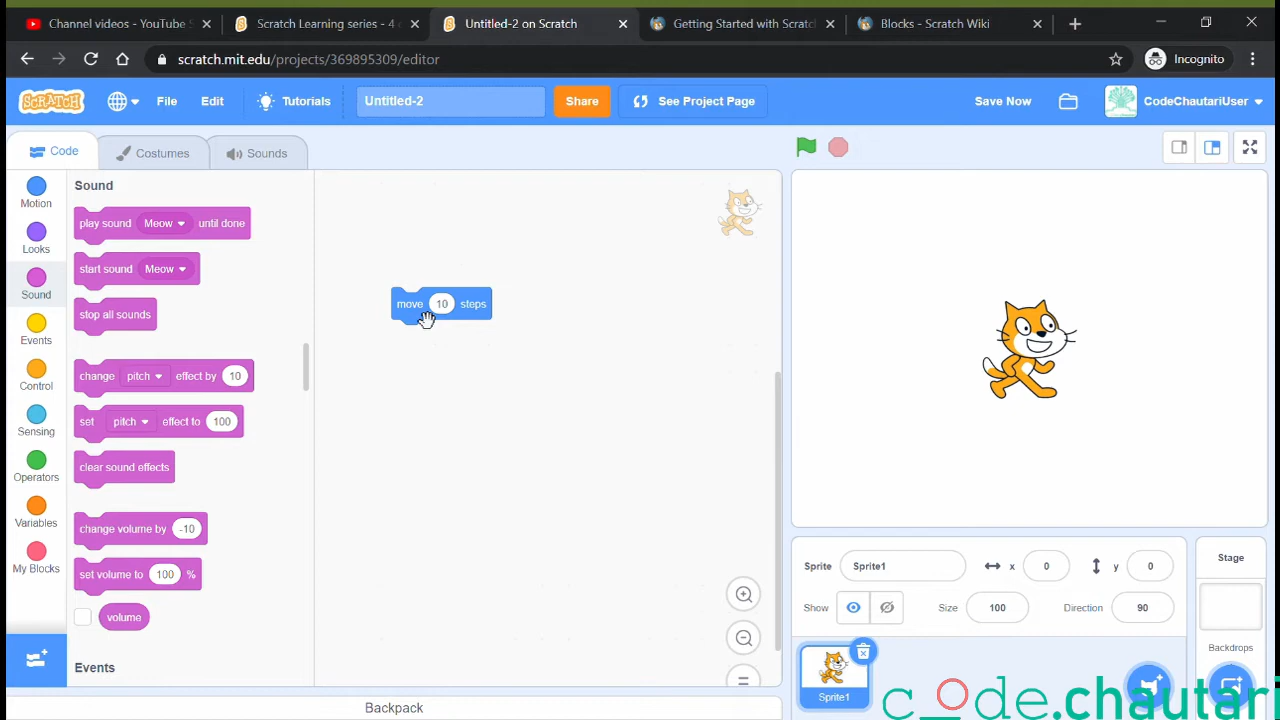 Channel videos - YouTube S
Scratch Learning series - 4
Untitled-2 on Scratch
Getting Started with Scratc
Blocks - Scratch Wiki
scratch.mit.edu/projects/369895309/editor
Incognito
SCRATCH
File
Edit
Tutorials
Untitled-2
Share
See Project Page
Save Now
CodeChautariUser
Code
Costumes
Sounds
Motion
Looks
Sound
Events
Control
Sensing
Operators
Variables
My Blocks
Sound
play sound Meow until done
start sound Meow
stop all sounds
change pitch effect by 10
set pitch effect to 100
clear sound effects
change volume by -10
set volume to 100 %
volume
Events
move 10 steps
Backpack
Sprite Sprite1 x 0 y 0
Show Size 100 Direction 90
Sprite1
Stage
Backdrops
c_Ode.chautari